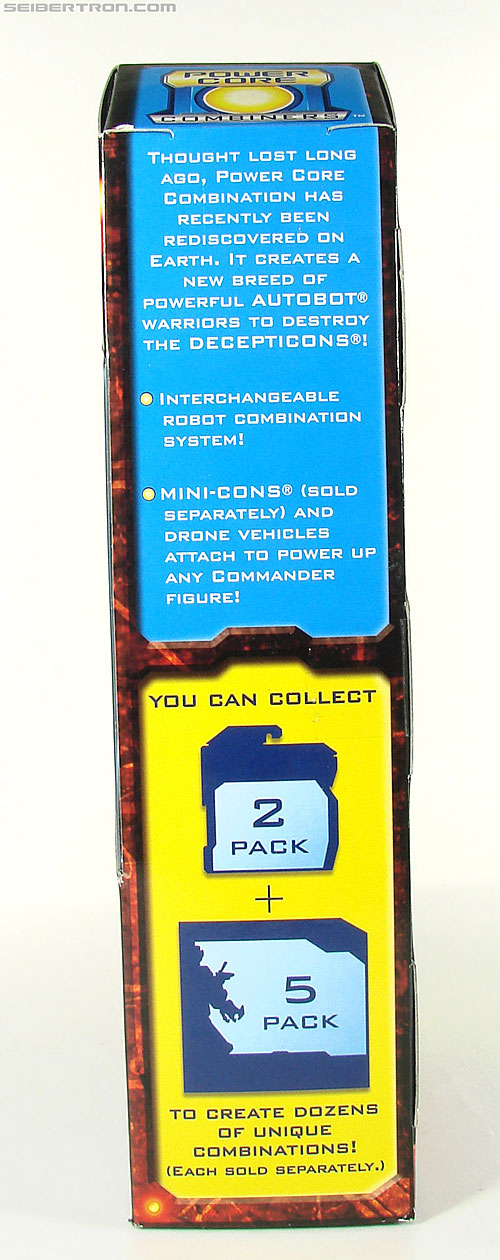 SEIBERTRON.COM
POWER
CORE
COMBINERS™
THOUGHT LOST LONG
AGO, POWER CORE
COMBINATION HAS
RECENTLY BEEN
REDISCOVERED ON
EARTH. IT CREATES A
NEW BREED OF
POWERFUL AUTOBOT®
WARRIORS TO DESTROY
THE DECEPTICONS®!
INTERCHANGEABLE
ROBOT COMBINATION
SYSTEM!
MINI-CONS® (SOLD
SEPARATELY) AND
DRONE VEHICLES
ATTACH TO POWER UP
ANY COMMANDER
FIGURE!
YOU CAN COLLECT
2
PACK
+
5
PACK
TO CREATE DOZENS
OF UNIQUE
COMBINATIONS!
(EACH SOLD SEPARATELY.)